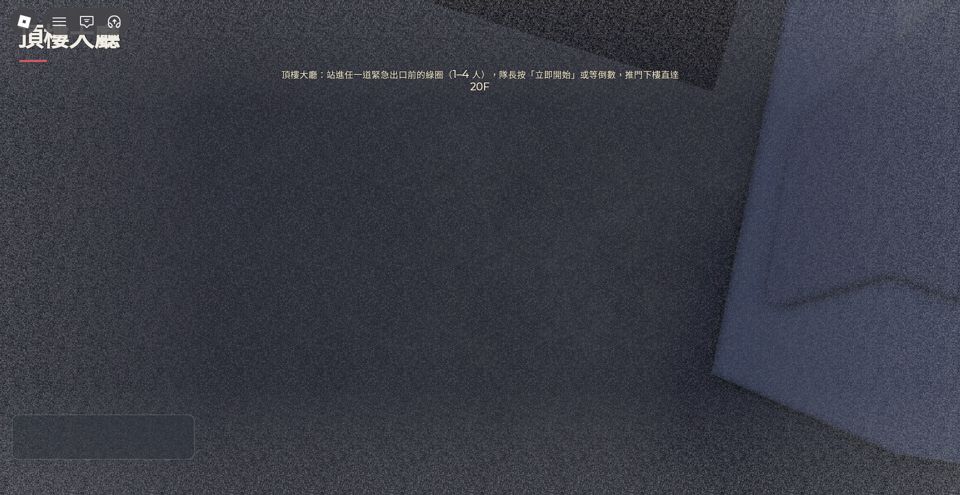 頂樓大廳
頂樓大廳：站進任一道緊急出口前的綠圈（1–4 人），隊長按「立即開始」或等倒數，推門下樓直達
20F